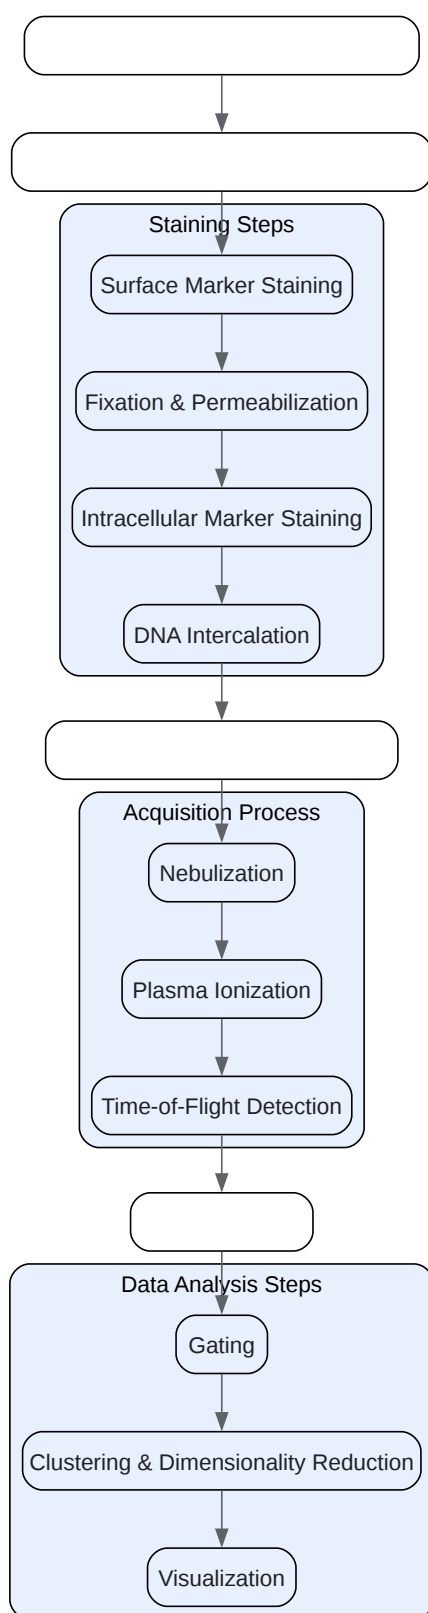 Staining Steps
Surface Marker Staining
Fixation & Permeabilization
Intracellular Marker Staining
DNA Intercalation
Acquisition Process
Nebulization
Plasma Ionization
Time-of-Flight Detection
Data Analysis Steps
Gating
Clustering & Dimensionality Reduction
Visualization